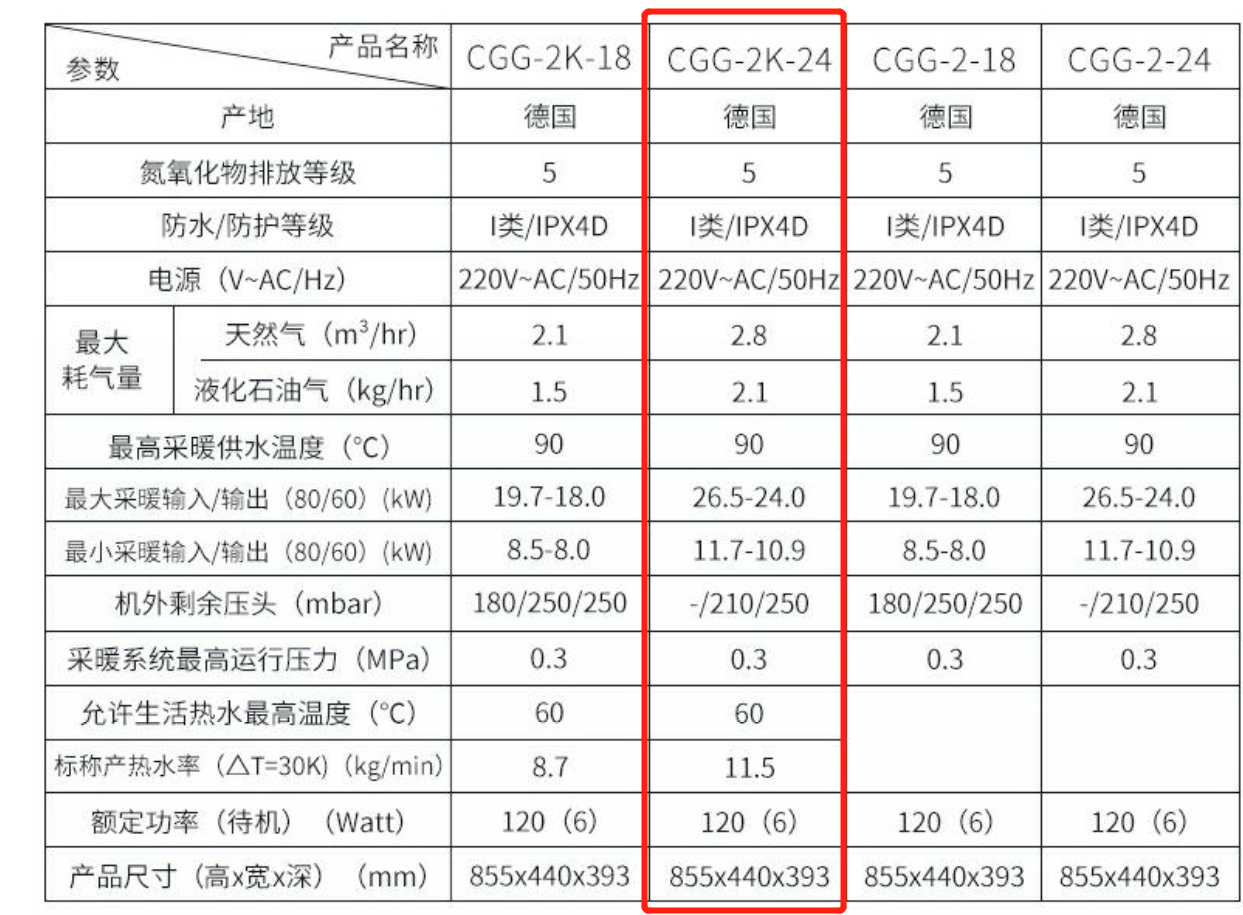 产品名称
参数 CGG-2K-18 CGG-2K-24 CGG-2-18 CGG-2-24
产地 德国 德国 德国 德国
氮氧化物排放等级 5 5 5 5
防水/防护等级 I类/IPX4D I类/IPX4D I类/IPX4D I类/IPX4D
电源（V~AC/Hz） 220V~AC/50Hz 220V~AC/50Hz 220V~AC/50Hz 220V~AC/50Hz
最大
耗气量
天然气（m³/hr） 2.1 2.8 2.1 2.8
液化石油气（kg/hr） 1.5 2.1 1.5 2.1
最高采暖供水温度（℃） 90 90 90 90
最大采暖输入/输出（80/60）(kW) 19.7-18.0 26.5-24.0 19.7-18.0 26.5-24.0
最小采暖输入/输出（80/60）(kW) 8.5-8.0 11.7-10.9 8.5-8.0 11.7-10.9
机外剩余压头（mbar） 180/250/250 -/210/250 180/250/250 -/210/250
采暖系统最高运行压力（MPa） 0.3 0.3 0.3 0.3
允许生活热水最高温度（℃） 60 60
标称产热水率（△T=30K)（kg/min） 8.7 11.5
额定功率（待机）（Watt） 120（6） 120（6） 120（6） 120（6）
产品尺寸（高x宽x深）（mm） 855x440x393 855x440x393 855x440x393 855x440x393